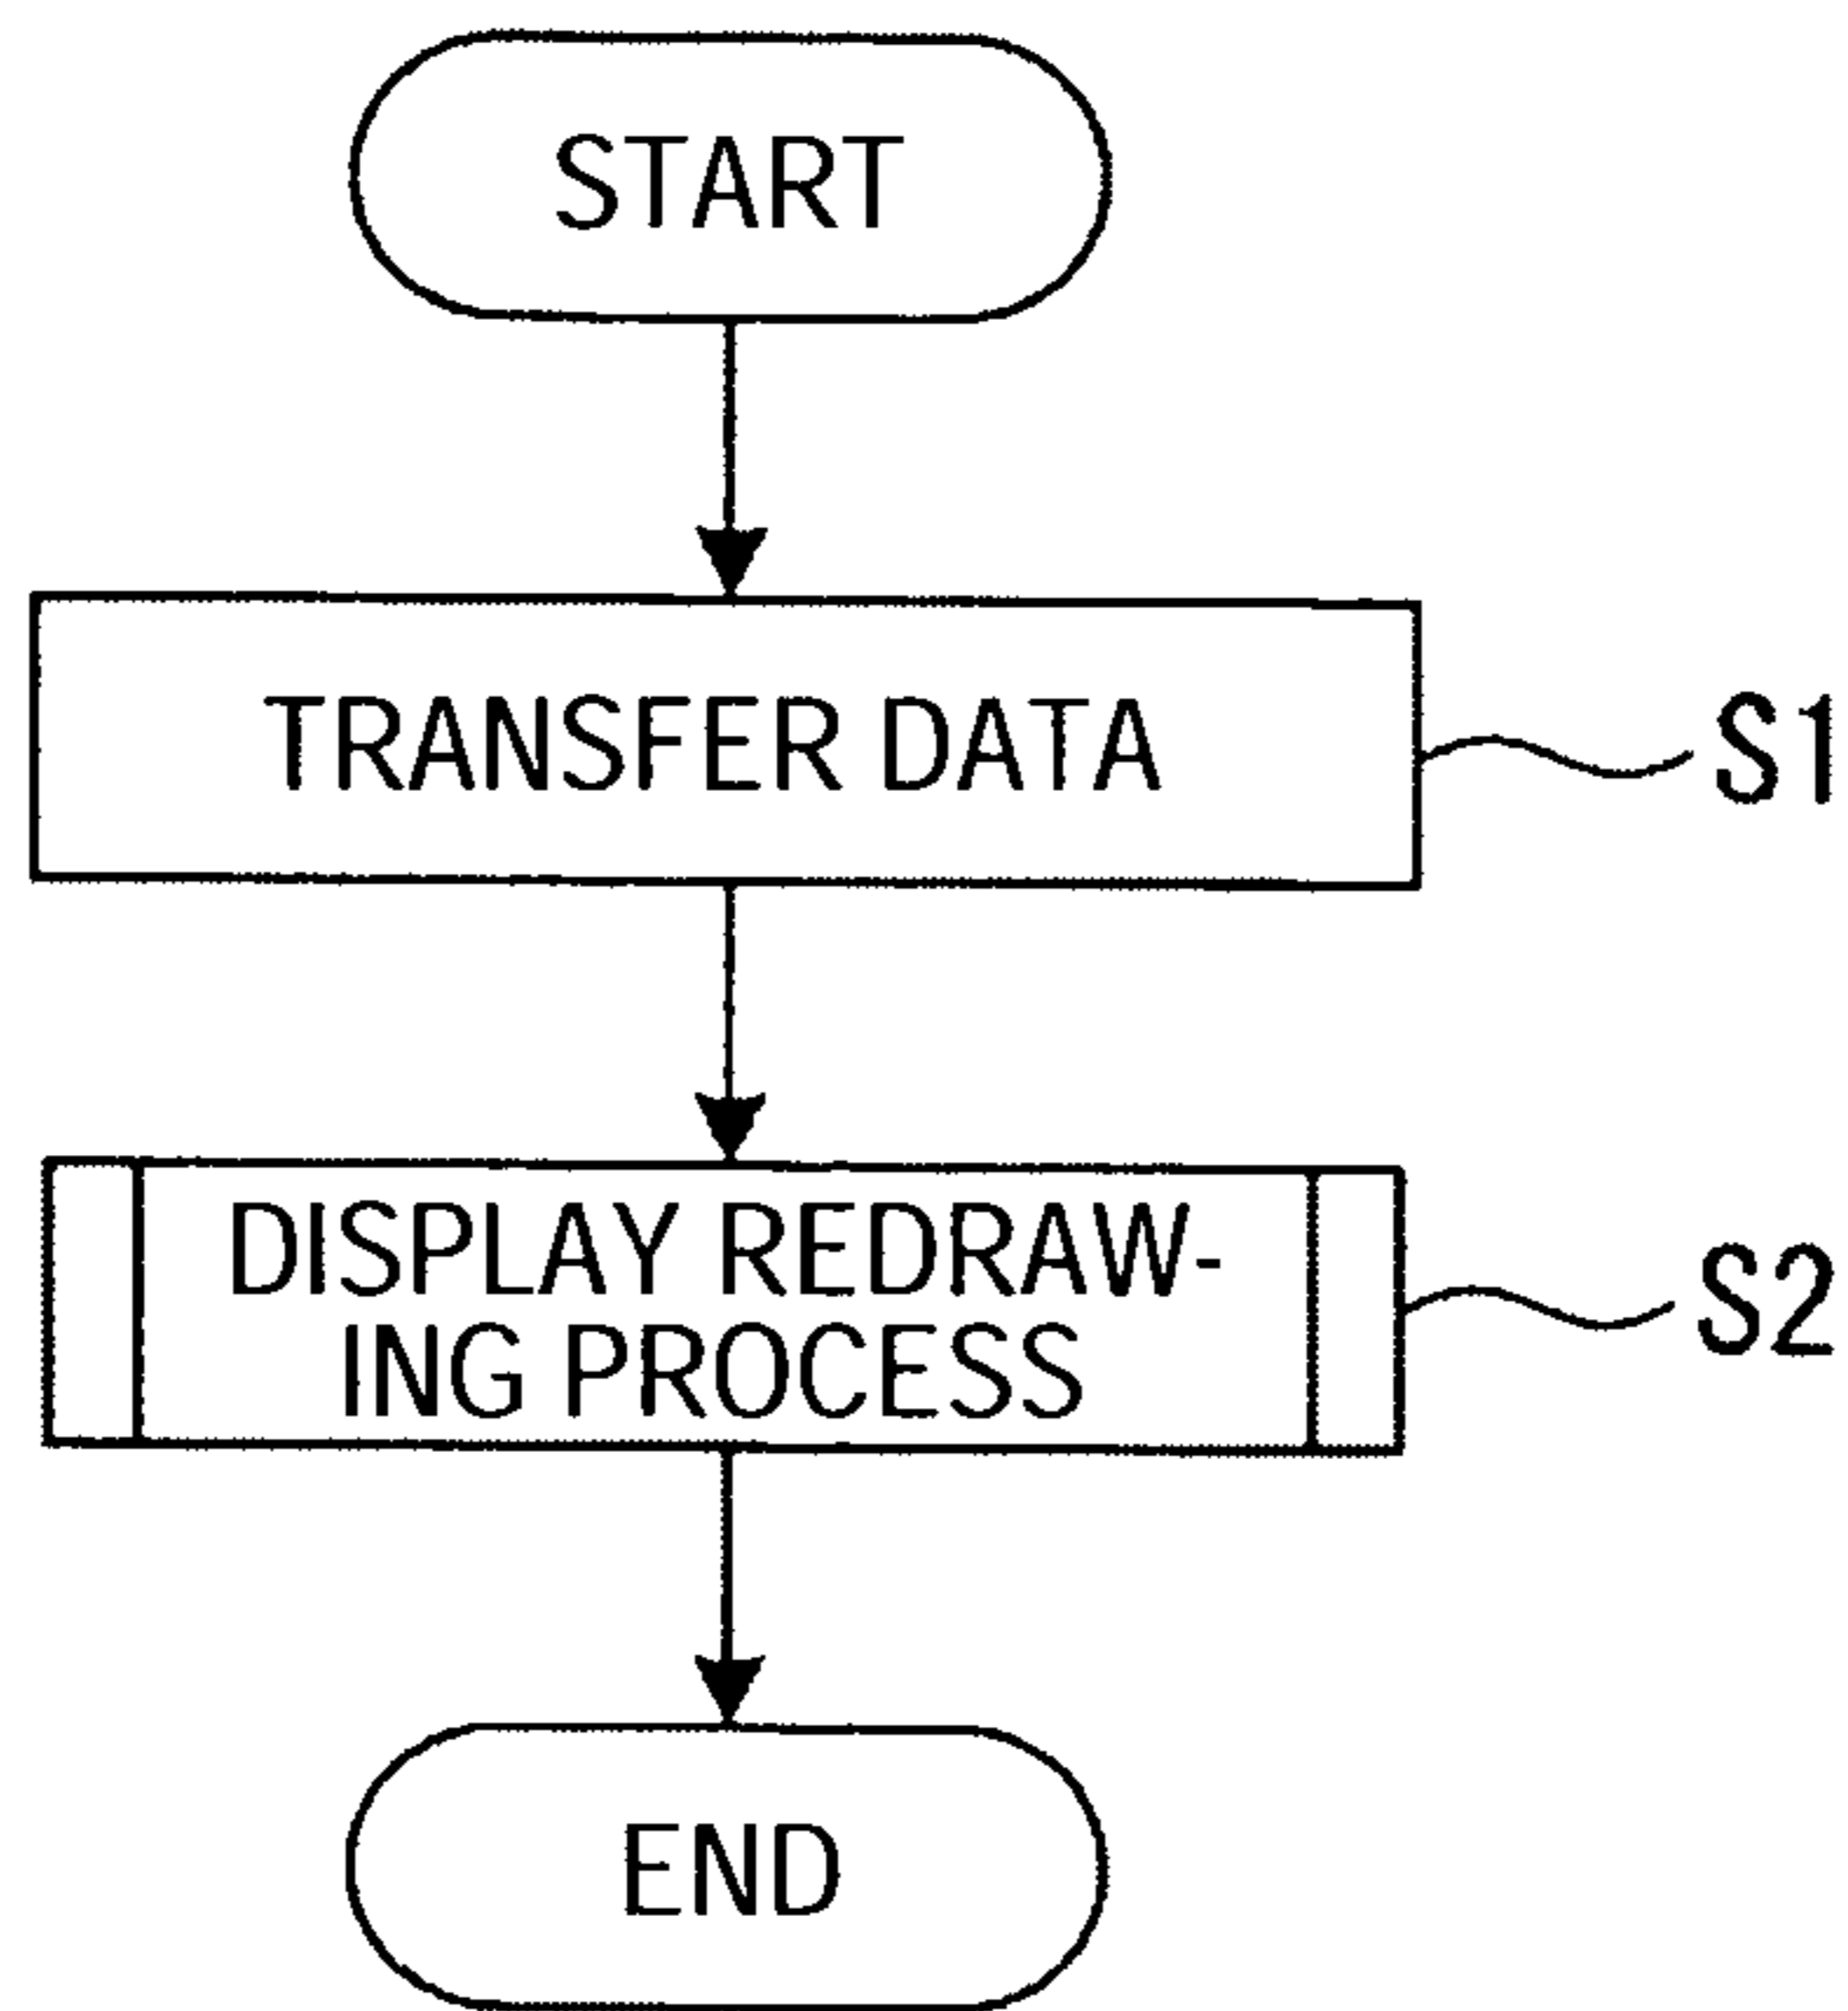 START
TRANSFER DATA
S1
DISPLAY REDRAW-
ING PROCESS
S2
END